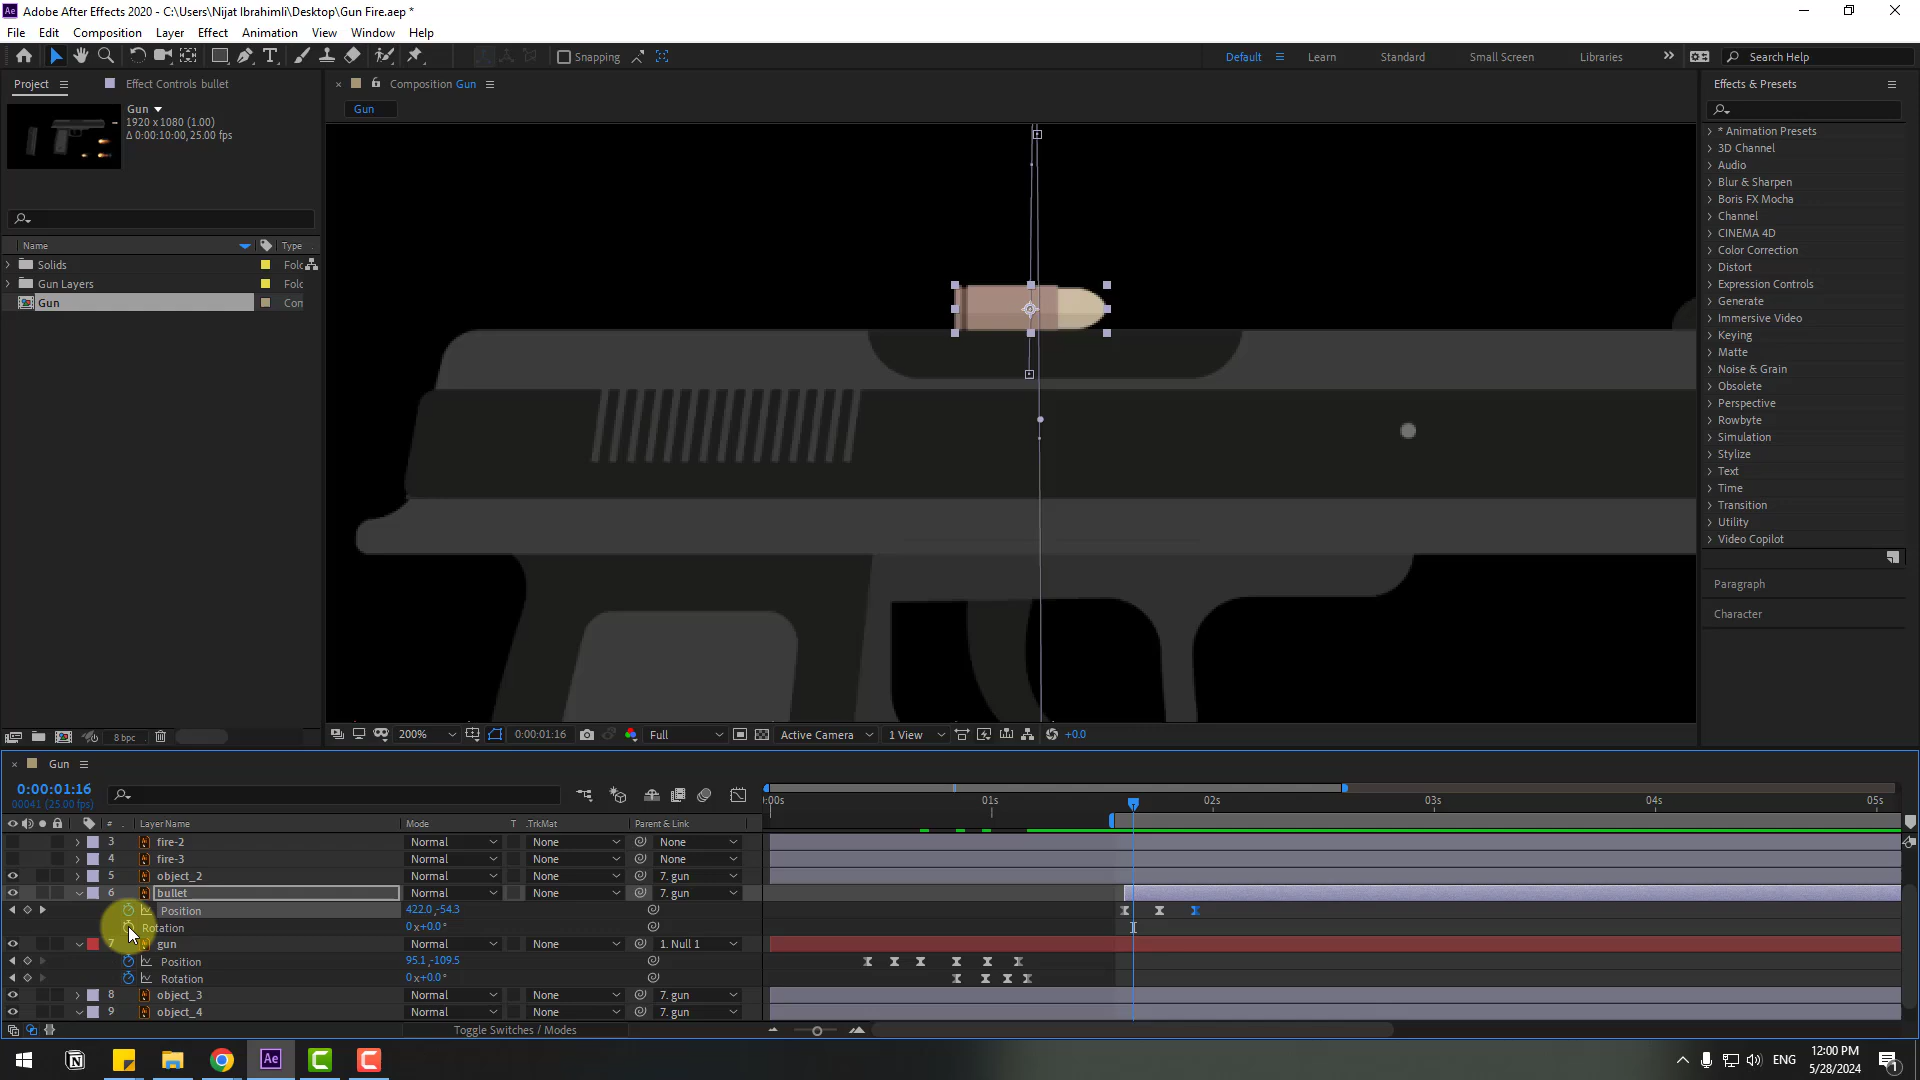 Adobe After Effects 2020 - C:\Users\Nijat Ibrahimli\Desktop\Gun Fire.aep *
File Edit Composition Layer Effect Animation View Window Help
Snapping Default Learn Standard Small Screen Libraries Search Help
Project Effect Controls bullet
Gun
1920 x 1080 (1.00)
Δ 0:00:10:00, 25.00 fps
Name Type
Solids
Gun Layers
Gun
8 bpc
Composition Gun
Gun
200% 0:00:01:16 Full Active Camera 1 View +0.0
Effects & Presets
* Animation Presets
3D Channel
Audio
Blur & Sharpen
Boris FX Mocha
Channel
CINEMA 4D
Color Correction
Distort
Expression Controls
Generate
Immersive Video
Keying
Matte
Noise & Grain
Obsolete
Perspective
Rowbyte
Simulation
Stylize
Text
Time
Transition
Utility
Video Copilot
Paragraph
Character
Gun
0:00:01:16
00041 (25.00 fps)
01s 02s 03s 04s 05s
# Layer Name Mode T .TrkMat Parent & Link
3 fire-2 Normal None None
4 fire-3 Normal None None
5 object_2 Normal None 7. gun
6 bullet Normal None 7. gun
Position 422.0,-54.3
Rotation 0x+0.0°
7 gun Normal None 1. Null 1
Position 95.1,-109.5
Rotation 0x+0.0°
8 object_3 Normal None 7. gun
9 object_4 Normal None 7. gun
Toggle Switches / Modes
ENG
12:00 PM
5/28/2024